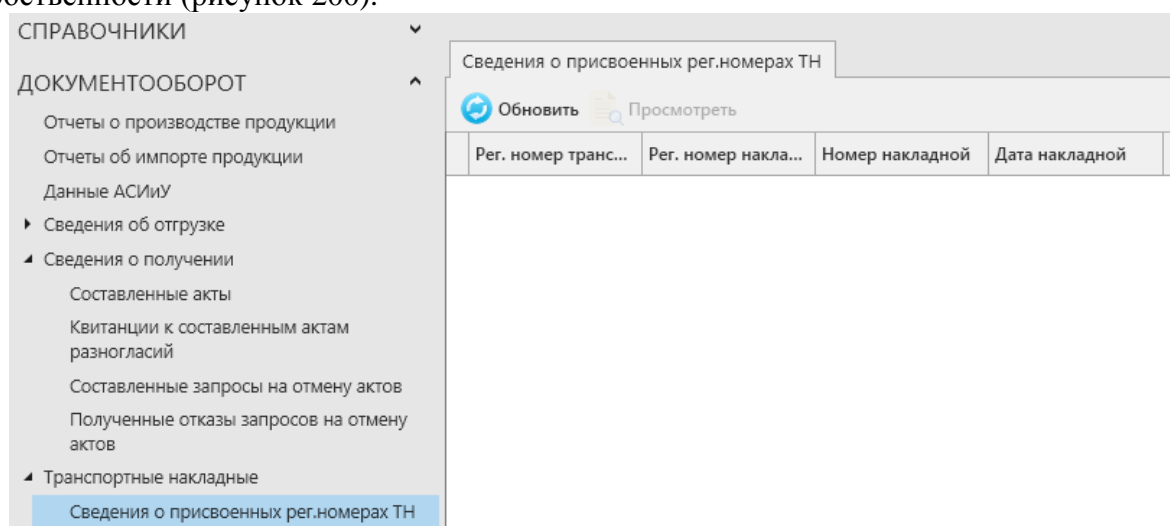 (рисунок 200).
СПРАВОЧНИКИ
ДОКУМЕНТООБОРОТ
Отчеты о производстве продукции
Отчеты об импорте продукции
Данные АСИиУ
Сведения об отгрузке
Сведения о получении
Составленные акты
Квитанции к составленным актам
разногласий
Составленные запросы на отмену актов
Полученные отказы запросов на отмену
актов
Транспортные накладные
Сведения о присвоенных рег.номерах ТН
Сведения о присвоенных рег.номерах ТН
Обновить Просмотреть
Рег. номер транс... Рег. номер накла... Номер накладной Дата накладной